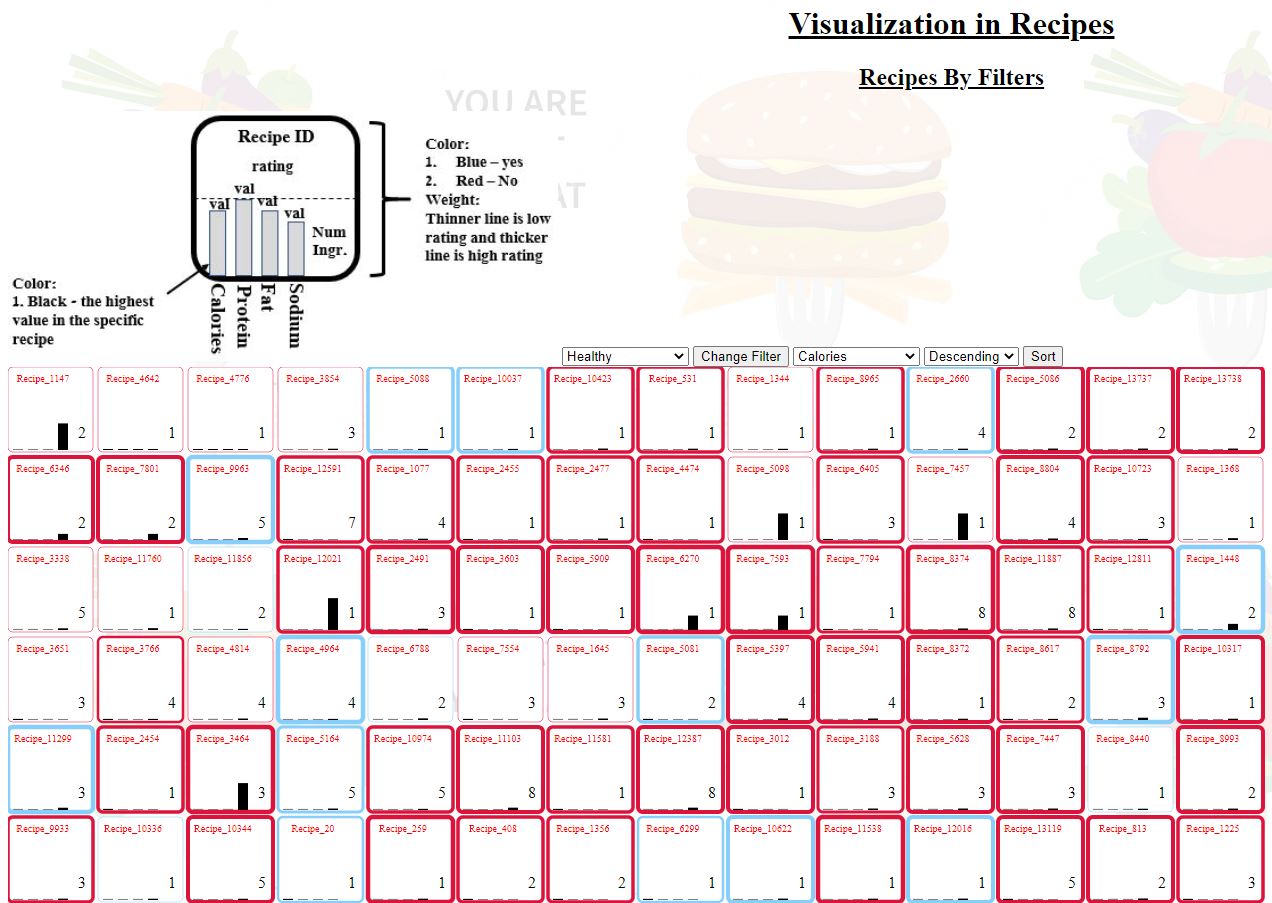 Visualization in Recipes
Recipes By Filters
YOU ARE
AT
Recipe ID
rating
val
val val
val
Num
Ingr.
Calories
Protein
Fat
Sodium
Color:
1. Blue – yes
2. Red – No
Weight:
Thinner line is low
rating and thicker
line is high rating
Color:
1. Black - the highest
value in the specific
recipe
Healthy Change Filter Calories Descending Sort
Recipe_1147 Recipe_4642 Recipe_4776 Recipe_3854 Recipe_5088 Recipe_10037 Recipe_10423 Recipe_531 Recipe_1344 Recipe_8965 Recipe_2660 Recipe_5086 Recipe_13737 Recipe_13738
2 1 1 3 1 1 1 1 1 1 4 2 2 2
Recipe_6346 Recipe_7801 Recipe_9963 Recipe_12591 Recipe_1077 Recipe_2455 Recipe_2477 Recipe_4474 Recipe_5098 Recipe_6405 Recipe_7457 Recipe_8804 Recipe_10723 Recipe_1368
2 2 5 7 4 1 1 1 1 3 1 4 3 1
Recipe_3338 Recipe_11760 Recipe_11856 Recipe_12021 Recipe_2491 Recipe_3603 Recipe_5909 Recipe_6270 Recipe_7593 Recipe_7794 Recipe_8374 Recipe_11887 Recipe_12811 Recipe_1448
5 1 2 1 3 1 1 1 1 1 8 8 1 2
Recipe_3651 Recipe_3766 Recipe_4814 Recipe_4964 Recipe_6788 Recipe_7554 Recipe_1645 Recipe_5081 Recipe_5397 Recipe_5941 Recipe_8372 Recipe_8617 Recipe_8792 Recipe_10317
3 4 4 4 2 3 3 2 4 4 1 2 3 1
Recipe_11299 Recipe_2454 Recipe_3464 Recipe_5164 Recipe_10974 Recipe_11103 Recipe_11581 Recipe_12387 Recipe_3012 Recipe_3188 Recipe_5628 Recipe_7447 Recipe_8440 Recipe_8993
3 1 3 5 5 8 1 8 1 3 3 3 1 2
Recipe_9933 Recipe_10336 Recipe_10344 Recipe_20 Recipe_259 Recipe_408 Recipe_1356 Recipe_6299 Recipe_10622 Recipe_11538 Recipe_12016 Recipe_13119 Recipe_813 Recipe_1225
3 1 5 1 1 2 2 1 1 1 1 5 2 3